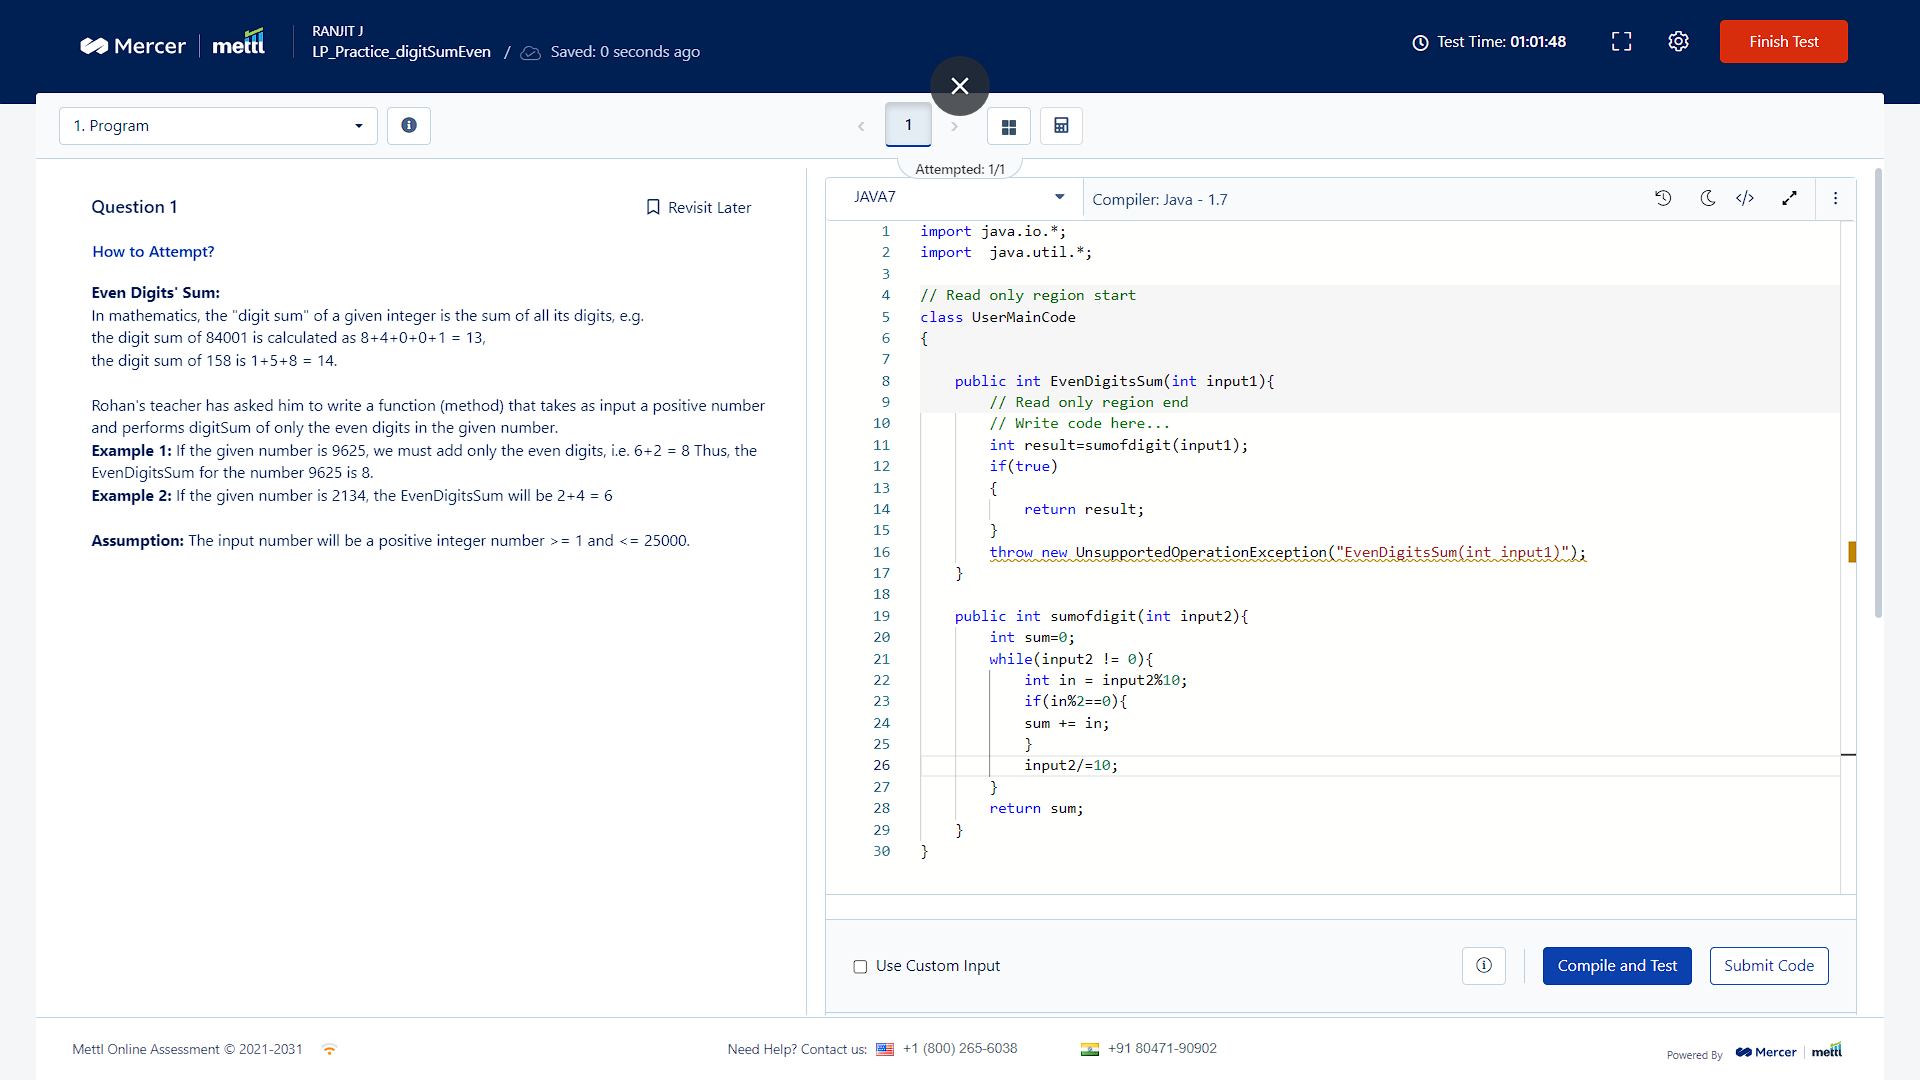 Mercer | mettl
RANJIT J
LP_Practice_digitSumEven / Saved: 0 seconds ago
Test Time: 01:01:48
Finish Test
1. Program
1
Attempted: 1/1
Question 1
Revisit Later
How to Attempt?
Even Digits' Sum:
In mathematics, the "digit sum" of a given integer is the sum of all its digits, e.g.
the digit sum of 84001 is calculated as 8+4+0+0+1 = 13,
the digit sum of 158 is 1+5+8 = 14.
Rohan's teacher has asked him to write a function (method) that takes as input a positive number
and performs digitSum of only the even digits in the given number.
Example 1: If the given number is 9625, we must add only the even digits, i.e. 6+2 = 8 Thus, the
EvenDigitsSum for the number 9625 is 8.
Example 2: If the given number is 2134, the EvenDigitsSum will be 2+4 = 6
Assumption: The input number will be a positive integer number >= 1 and <= 25000.
JAVA7
Compiler: Java - 1.7
1 import java.io.*;
2 import  java.util.*;
3
4 // Read only region start
5 class UserMainCode
6 {
7
8     public int EvenDigitsSum(int input1){
9         // Read only region end
10         // Write code here...
11         int result=sumofdigit(input1);
12         if(true)
13         {
14             return result;
15         }
16         throw new UnsupportedOperationException("EvenDigitsSum(int input1)");
17     }
18
19     public int sumofdigit(int input2){
20         int sum=0;
21         while(input2 != 0){
22             int in = input2%10;
23             if(in%2==0){
24             sum += in;
25             }
26             input2/=10;
27         }
28         return sum;
29     }
30 }
Use Custom Input
Compile and Test
Submit Code
Mettl Online Assessment © 2021-2031
Need Help? Contact us: +1 (800) 265-6038
+91 80471-90902
Powered By Mercer | mettl